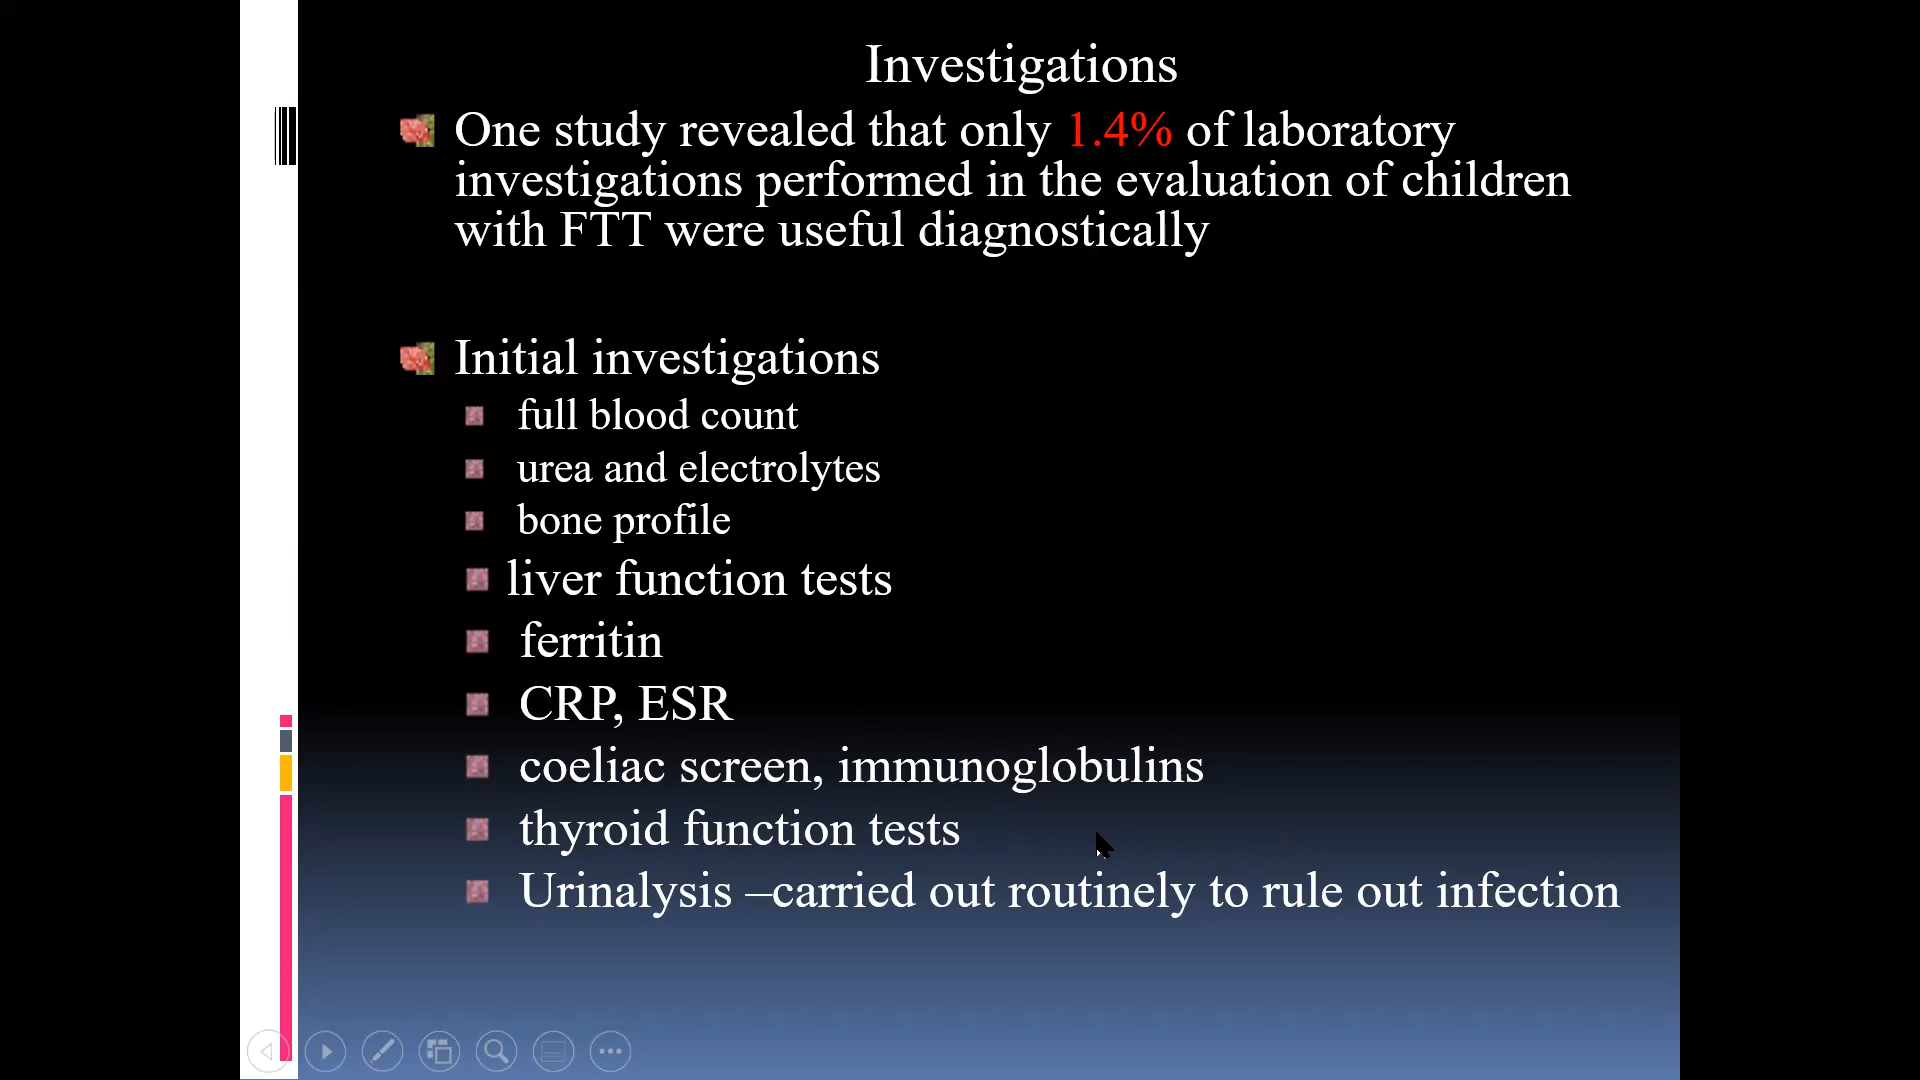 Investigations
One study revealed that only 1.4% of laboratory
investigations performed in the evaluation of children
with FTT were useful diagnostically
Initial investigations
full blood count
urea and electrolytes
bone profile
liver function tests
ferritin
CRP, ESR
coeliac screen, immunoglobulins
thyroid function tests
Urinalysis –carried out routinely to rule out infection